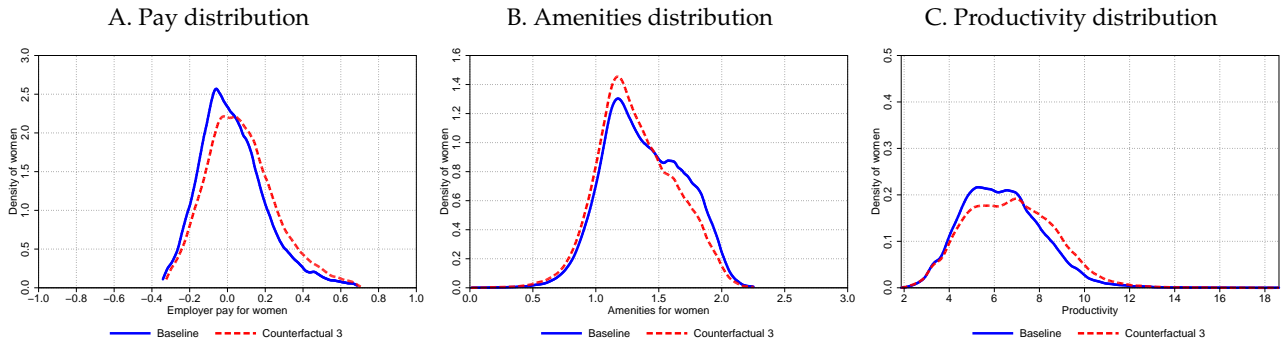 A. Pay distribution
Density of women
3.0
2.5
2.0
1.5
1.0
0.5
0.0
−1.0 −0.8 −0.6 −0.4 −0.2 0.0 0.2 0.4 0.6 0.8 1.0
Employer pay for women
Baseline Counterfactual 3
B. Amenities distribution
Density of women
1.6
1.4
1.2
1.0
0.8
0.6
0.4
0.2
0.0
0.0 0.5 1.0 1.5 2.0 2.5 3.0
Amenities for women
Baseline Counterfactual 3
C. Productivity distribution
Density of women
0.5
0.4
0.3
0.2
0.1
0.0
2 4 6 8 10 12 14 16 18
Productivity
Baseline Counterfactual 3